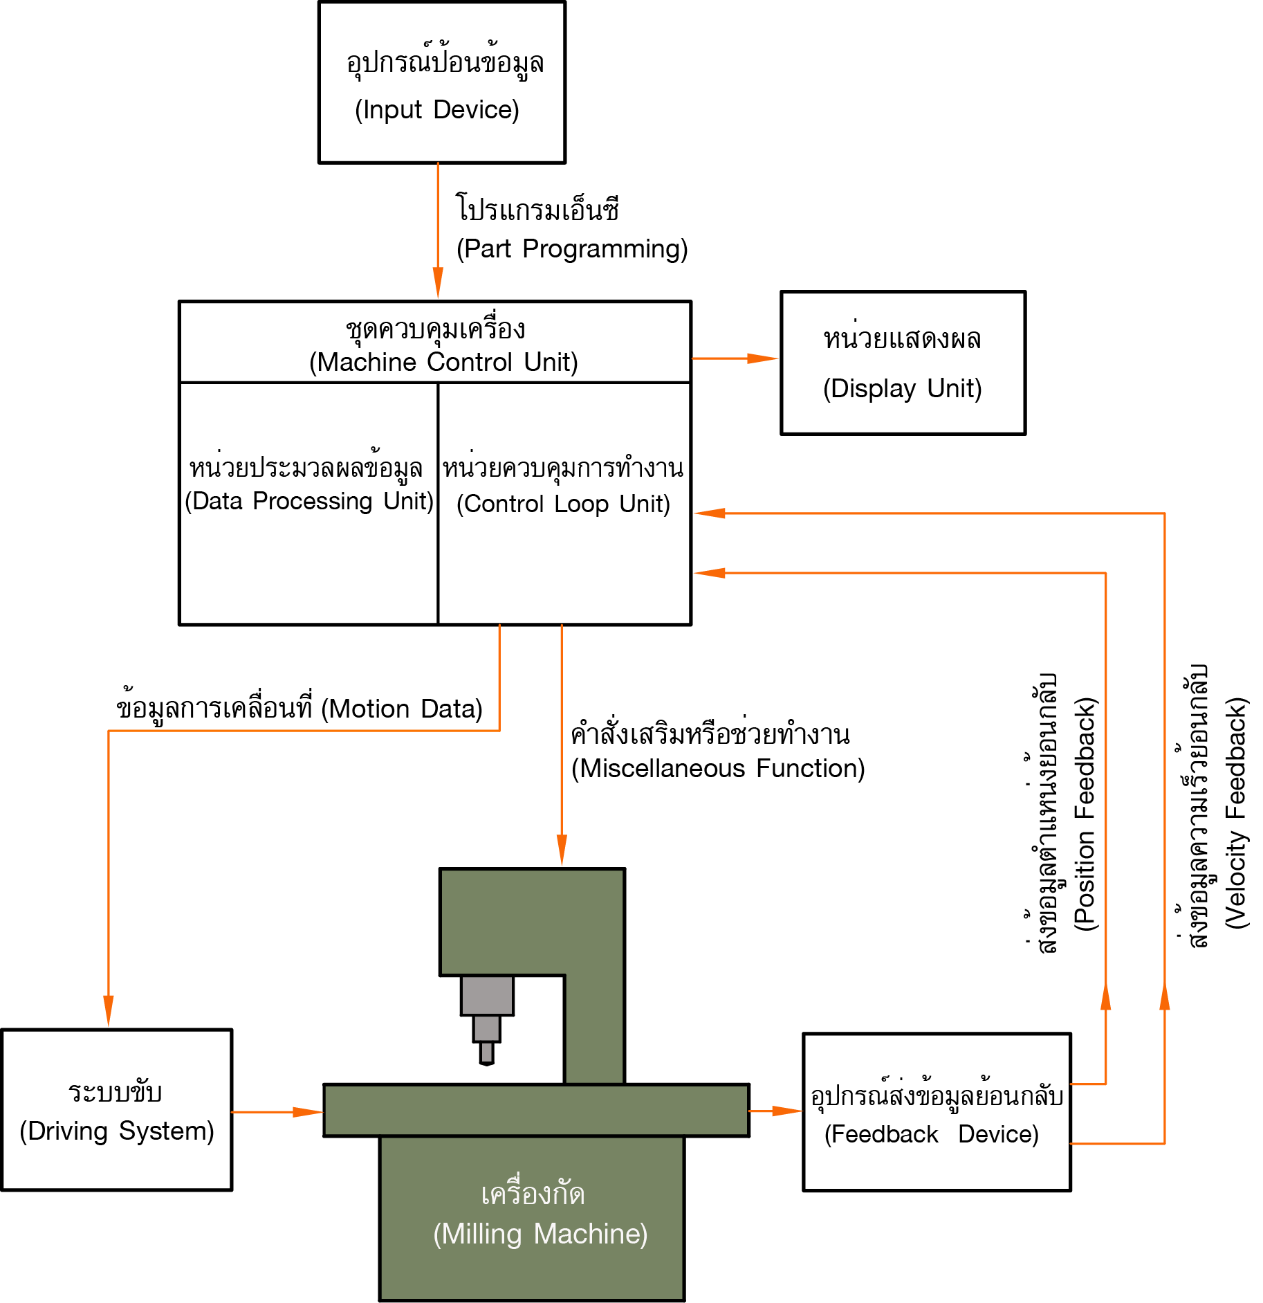 อุปกรณ์ป้อนข้อมูล
(Input Device)
โปรแกรมเอ็นซี
(Part Programming)
ชุดควบคุมเครื่อง
(Machine Control Unit)
หน่วยแสดงผล
(Display Unit)
หน่วยประมวลผลข้อมูล
(Data Processing Unit)
หน่วยควบคุมการทำงาน
(Control Loop Unit)
ข้อมูลการเคลื่อนที่ (Motion Data)
คำสั่งเสริมหรือช่วยทำงาน
(Miscellaneous Function)
ส่งข้อมูลตำแหน่งย้อนกลับ
(Position Feedback)
ส่งข้อมูลความเร็วย้อนกลับ
(Velocity Feedback)
ระบบขับ
(Driving System)
เครื่องกัด
(Milling Machine)
อุปกรณ์ส่งข้อมูลย้อนกลับ
(Feedback Device)